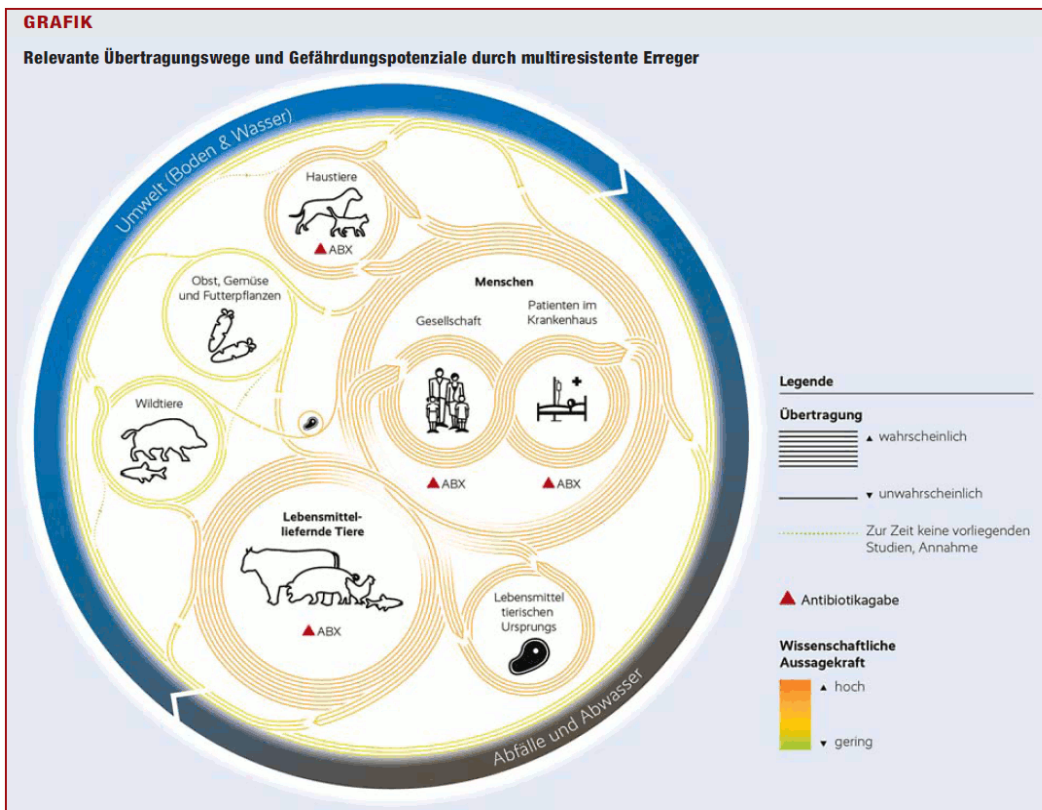 GRAFIK
Relevante Übertragungswege und Gefährdungspotenziale durch multiresistente Erreger
Umwelt (Boden & Wasser)
Haustiere
ABX
Obst, Gemüse
und Futterpflanzen
Menschen
Gesellschaft
Patienten im
Krankenhaus
ABX
ABX
Wildtiere
Lebensmittel-
liefernde Tiere
ABX
Lebensmittel
tierischen
Ursprungs
Abfälle und Abwasser
Legende
Übertragung
▲ wahrscheinlich
▼ unwahrscheinlich
Zur Zeit keine vorliegenden
Studien, Annahme
Antibiotikagabe
Wissenschaftliche
Aussagekraft
▲ hoch
▼ gering